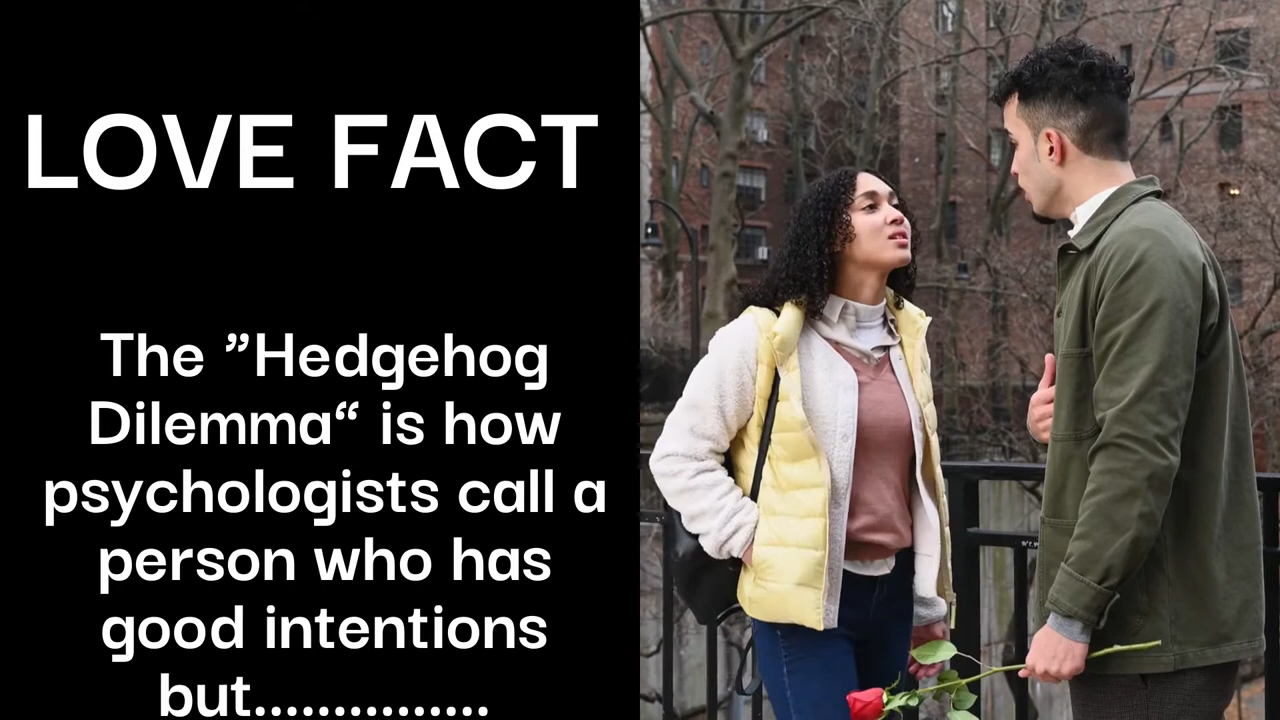 LOVE FACT
The ”Hedgehog
Dilemma“ is how
psychologists call a
person who has
good intentions
but...............